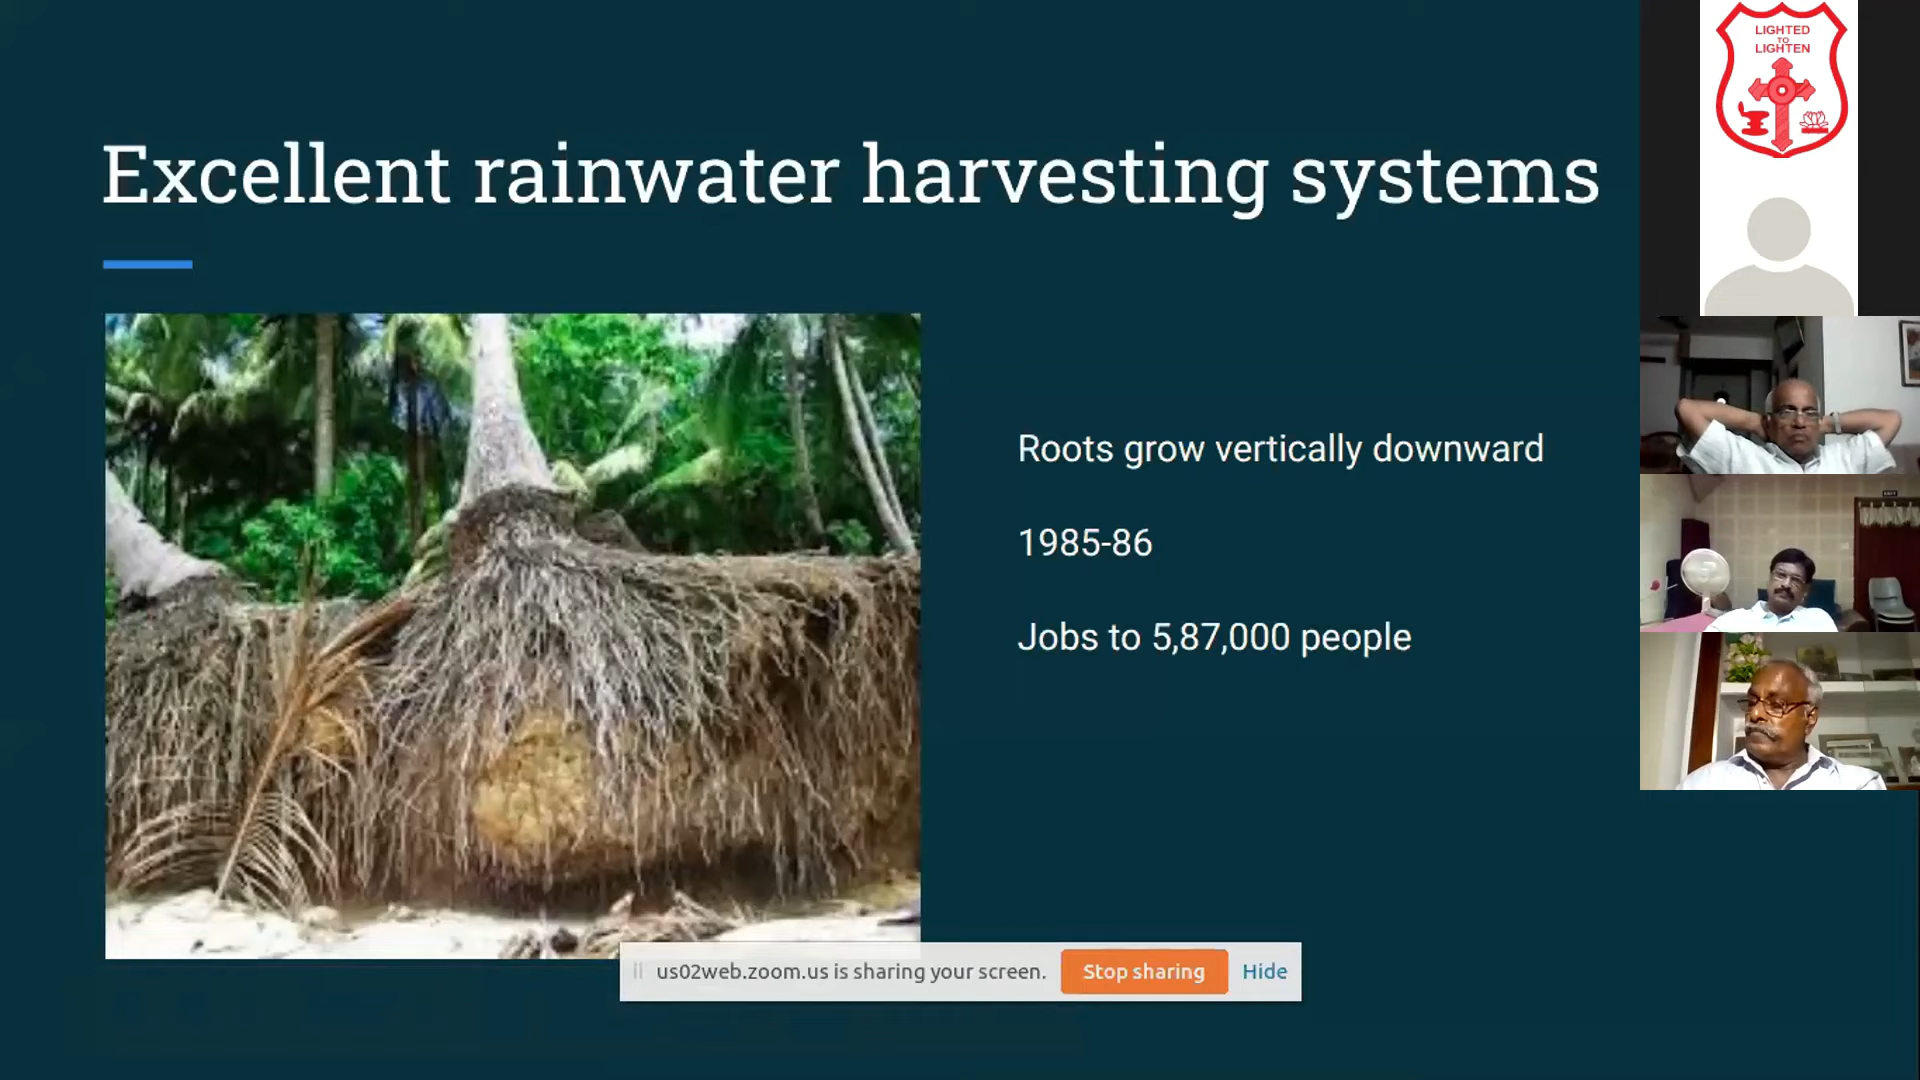 LIGHTED
TO
LIGHTEN
Excellent rainwater harvesting systems
Roots grow vertically downward
1985-86
Jobs to 5,87,000 people
us02web.zoom.us is sharing your screen.
Stop sharing
Hide